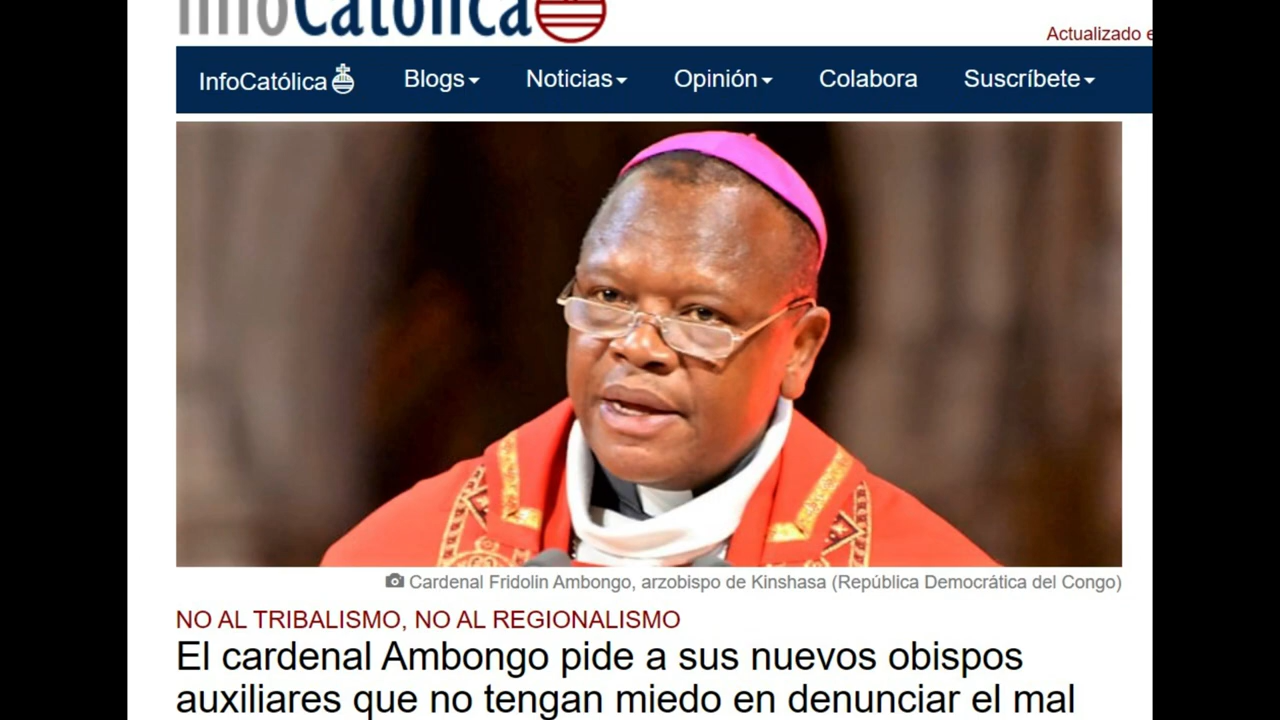 InfoCatólica
Actualizado e
InfoCatólica Blogs Noticias Opinión Colabora Suscríbete
Cardenal Fridolin Ambongo, arzobispo de Kinshasa (República Democrática del Congo)
NO AL TRIBALISMO, NO AL REGIONALISMO
El cardenal Ambongo pide a sus nuevos obispos
auxiliares que no tengan miedo en denunciar el mal